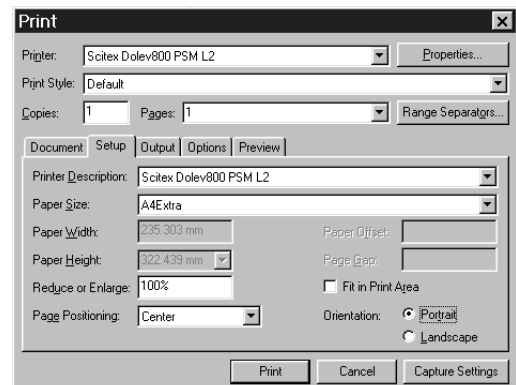 Print
Printer: Scitex Dolev800 PSM L2 Properties...
Print Style: Default
Copies: 1 Pages: 1 Range Separators...
Document Setup Output Options Preview
Printer Description: Scitex Dolev800 PSM L2
Paper Size: A4Extra
Paper Width: 235.303 mm Paper Offset:
Paper Height: 322.439 mm Page Gap:
Reduce or Enlarge: 100% Fit in Print Area
Page Positioning: Center Orientation: Portrait
Landscape
Print Cancel Capture Settings